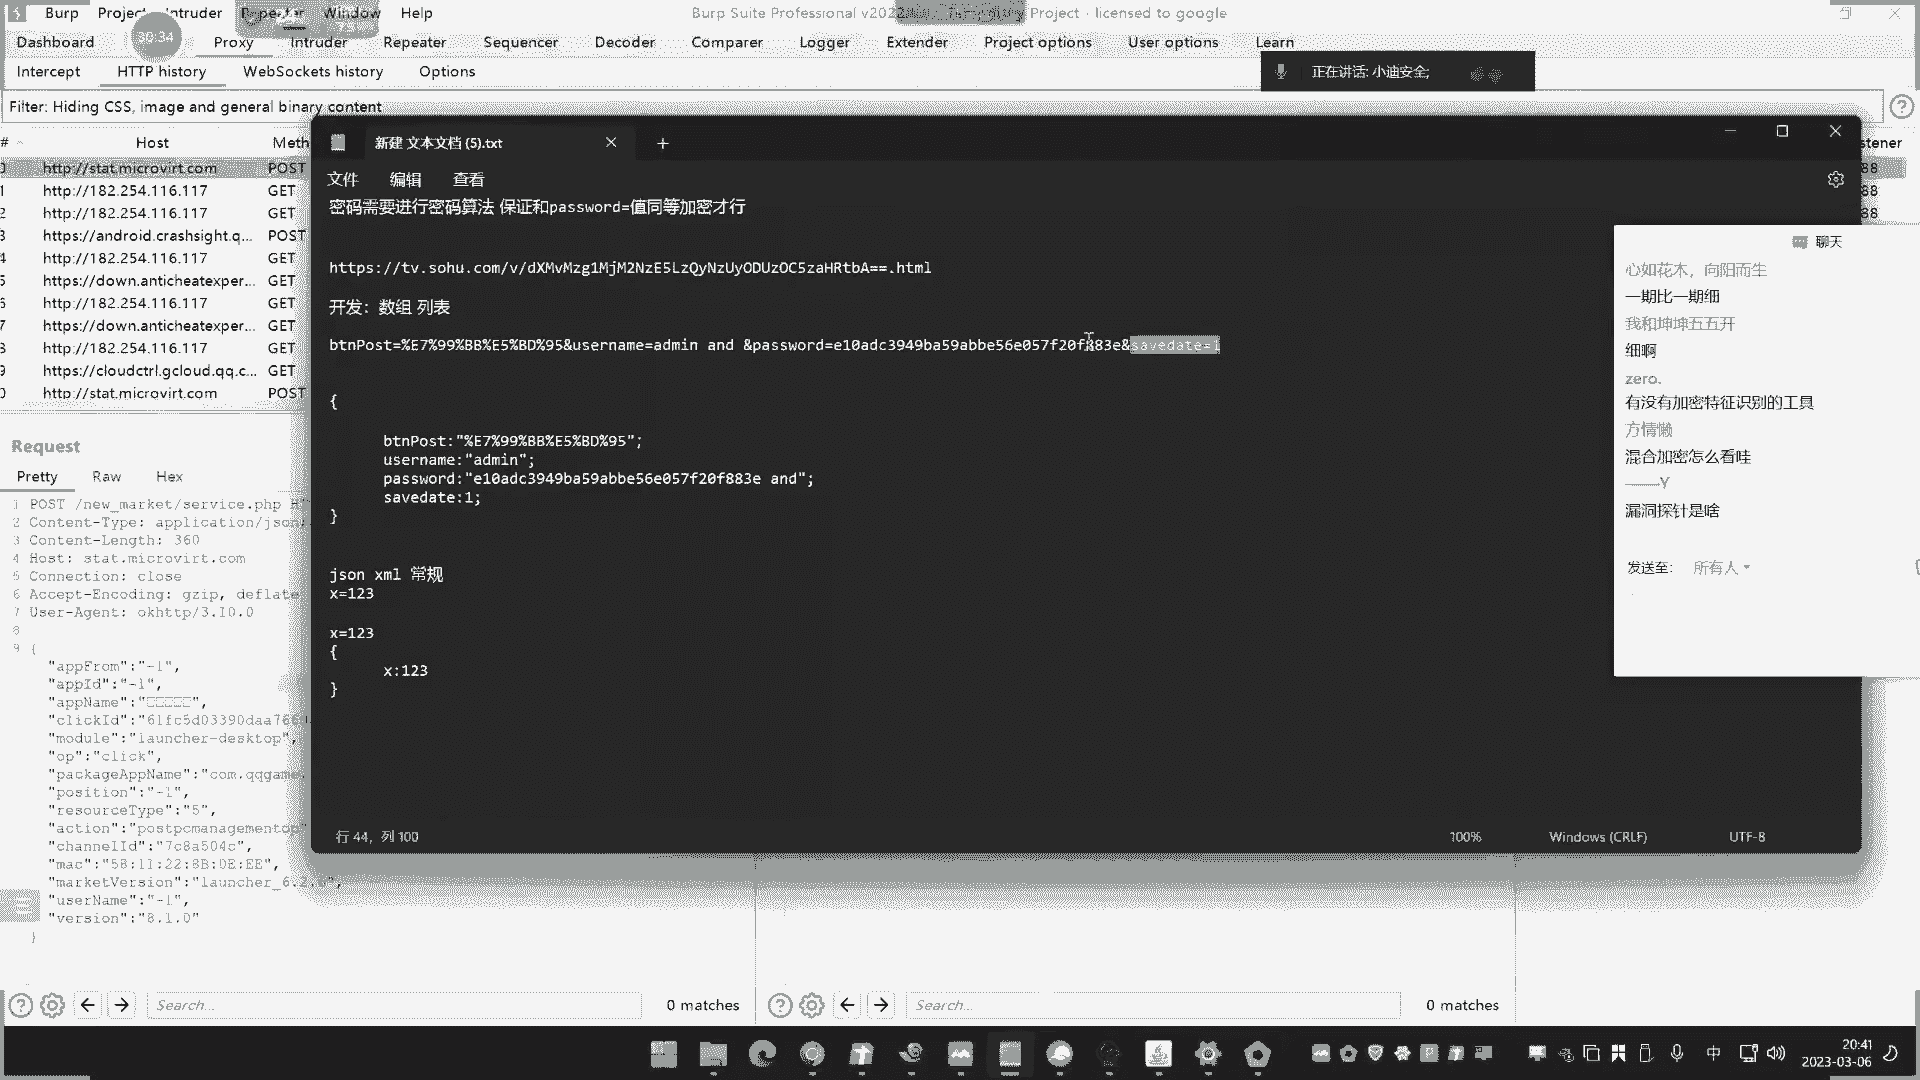 Burp Project Intruder Repeater Window Help
Burp Suite Professional v202
Project - licensed to google
30:34
Dashboard Proxy Intruder Repeater Sequencer Decoder Comparer Logger Extender Project options User options Learn
Intercept HTTP history WebSockets history Options
正在讲话: 小迪安全;
Filter: Hiding CSS, image and general binary content
# Host Meth
stener
0 http://stat.microvirt.com POST
88
1 http://182.254.116.117 GET
88
2 http://182.254.116.117 GET
88
3 https://android.crashsight.q... POST
4 http://182.254.116.117 GET
5 https://down.anticheatexper... GET
6 http://182.254.116.117 GET
7 https://down.anticheatexper... GET
8 http://182.254.116.117 GET
9 https://cloudctrl.gcloud.qq.c... GET
0 http://stat.microvirt.com POST
Request
Pretty Raw Hex
1 POST /new_market/service.php H
2 Content-Type: application/json;
3 Content-Length: 360
4 Host: stat.microvirt.com
5 Connection: close
6 Accept-Encoding: gzip, deflate
7 User-Agent: okhttp/3.10.0
8
9 {
"appFrom":"-1",
"appId":"-1",
"appName":"□□□□□",
"clickId":"61fc5d03390daa766
"module":"launcher-desktop",
"op":"click",
"packageAppName":"com.qqgame.
"position":"-1",
"resourceType":"5",
"action":"postpcmanagementop"
"channelId":"7c8a504c",
"mac":"58:11:22:8B:0E:EE",
"marketVersion":"launcher_6.2.
"userName":"-1",
"version":"8.1.0"
}
新建 文本文档 (5).txt
文件 编辑 查看
密码需要进行密码算法 保证和password=值同等加密才行
https://tv.sohu.com/v/dXMvMzg1MjM2NzE5LzQyNzUyODUzOC5zaHRtbA==.html
开发: 数组 列表
btnPost=%E7%99%BB%E5%BD%95&username=admin and &password=e10adc3949ba59abbe56e057f20f883e&savedate=1
{
btnPost:"%E7%99%BB%E5%BD%95";
username:"admin";
password:"e10adc3949ba59abbe56e057f20f883e and";
savedate:1;
}
json xml 常规
x=123
x=123
{
x:123
}
行 44, 列 100
100% Windows (CRLF) UTF-8
聊天
心如花木，向阳而生
一期比一期细
我和坤坤五五开
细啊
zero.
有没有加密特征识别的工具
方情懒
混合加密怎么看哇
——Y
漏洞探针是啥
发送至: 所有人
Search... 0 matches
Search... 0 matches
中
20:41
2023-03-06